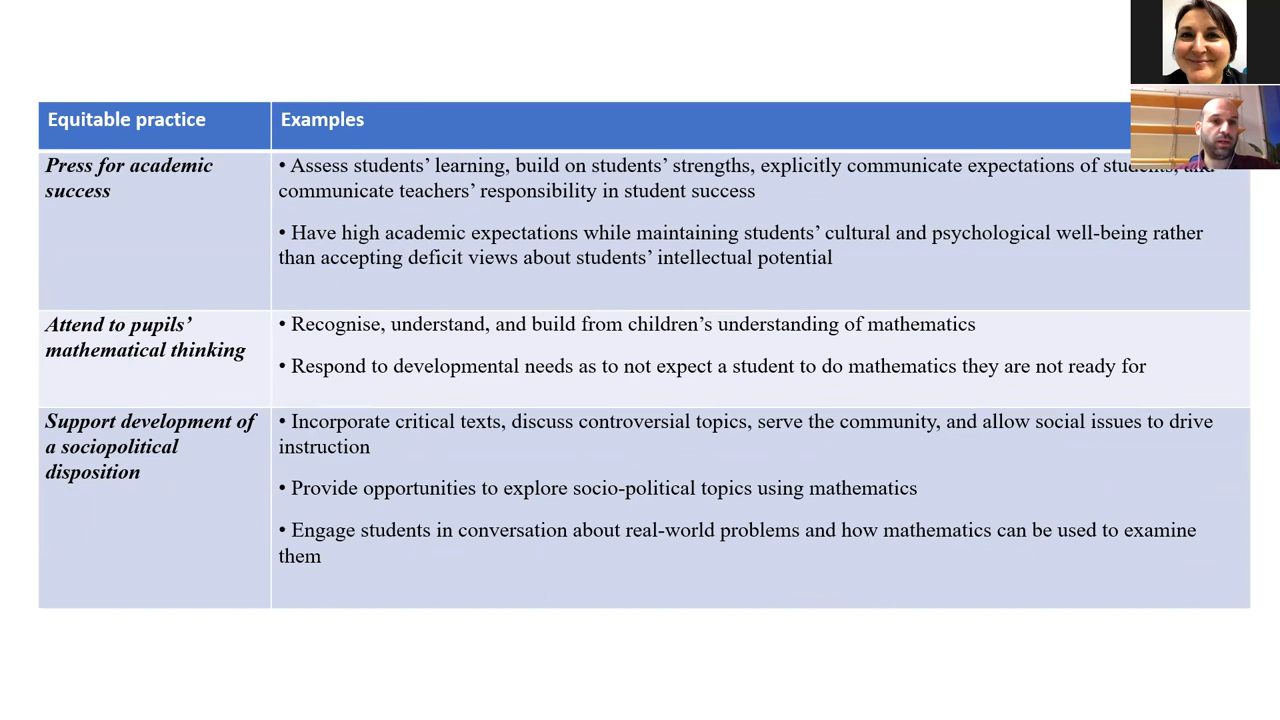 Equitable practice
Examples
Press for academic
success
• Assess students’ learning, build on students’ strengths, explicitly communicate expectations of
communicate teachers’ responsibility in student success
• Have high academic expectations while maintaining students’ cultural and psychological well-being rather
than accepting deficit views about students’ intellectual potential
Attend to pupils’
mathematical thinking
• Recognise, understand, and build from children’s understanding of mathematics
• Respond to developmental needs as to not expect a student to do mathematics they are not ready for
Support development of
a sociopolitical
disposition
• Incorporate critical texts, discuss controversial topics, serve the community, and allow social issues to drive
instruction
• Provide opportunities to explore socio-political topics using mathematics
• Engage students in conversation about real-world problems and how mathematics can be used to examine
them